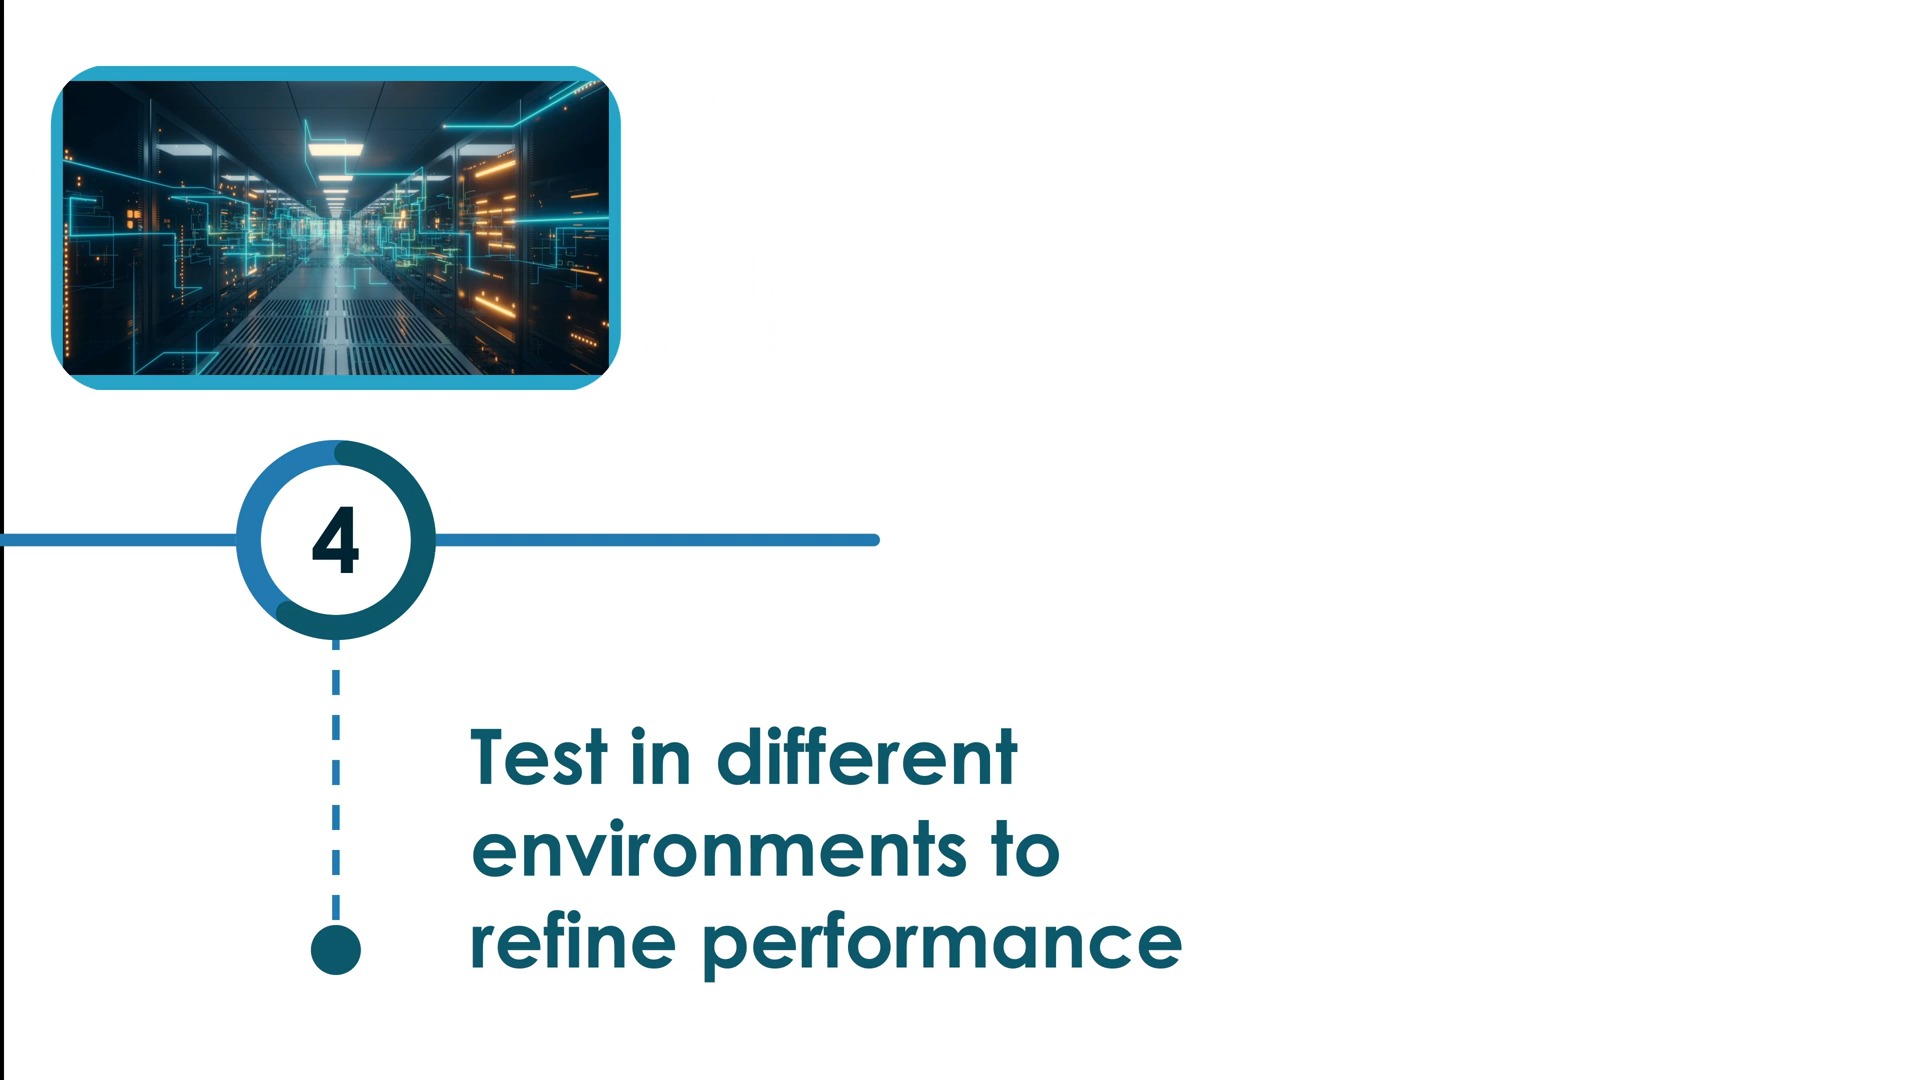 4
Test in different
environments to
refine performance